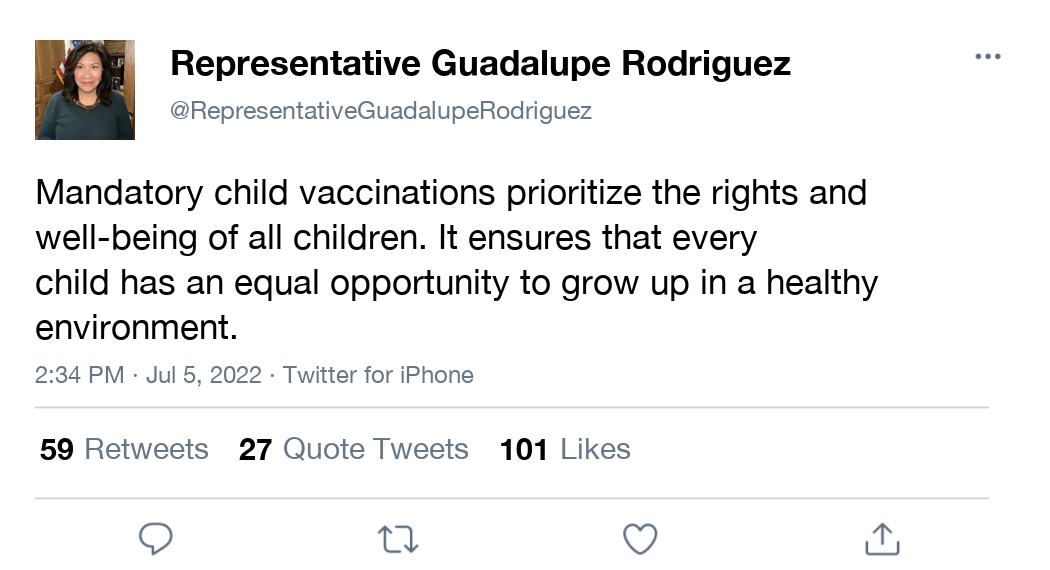 Representative Guadalupe Rodriguez
@RepresentativeGuadalupeRodriguez
Mandatory child vaccinations prioritize the rights and
well-being of all children. It ensures that every
child has an equal opportunity to grow up in a healthy
environment.
2:34 PM · Jul 5, 2022 · Twitter for iPhone
59 Retweets 27 Quote Tweets 101 Likes